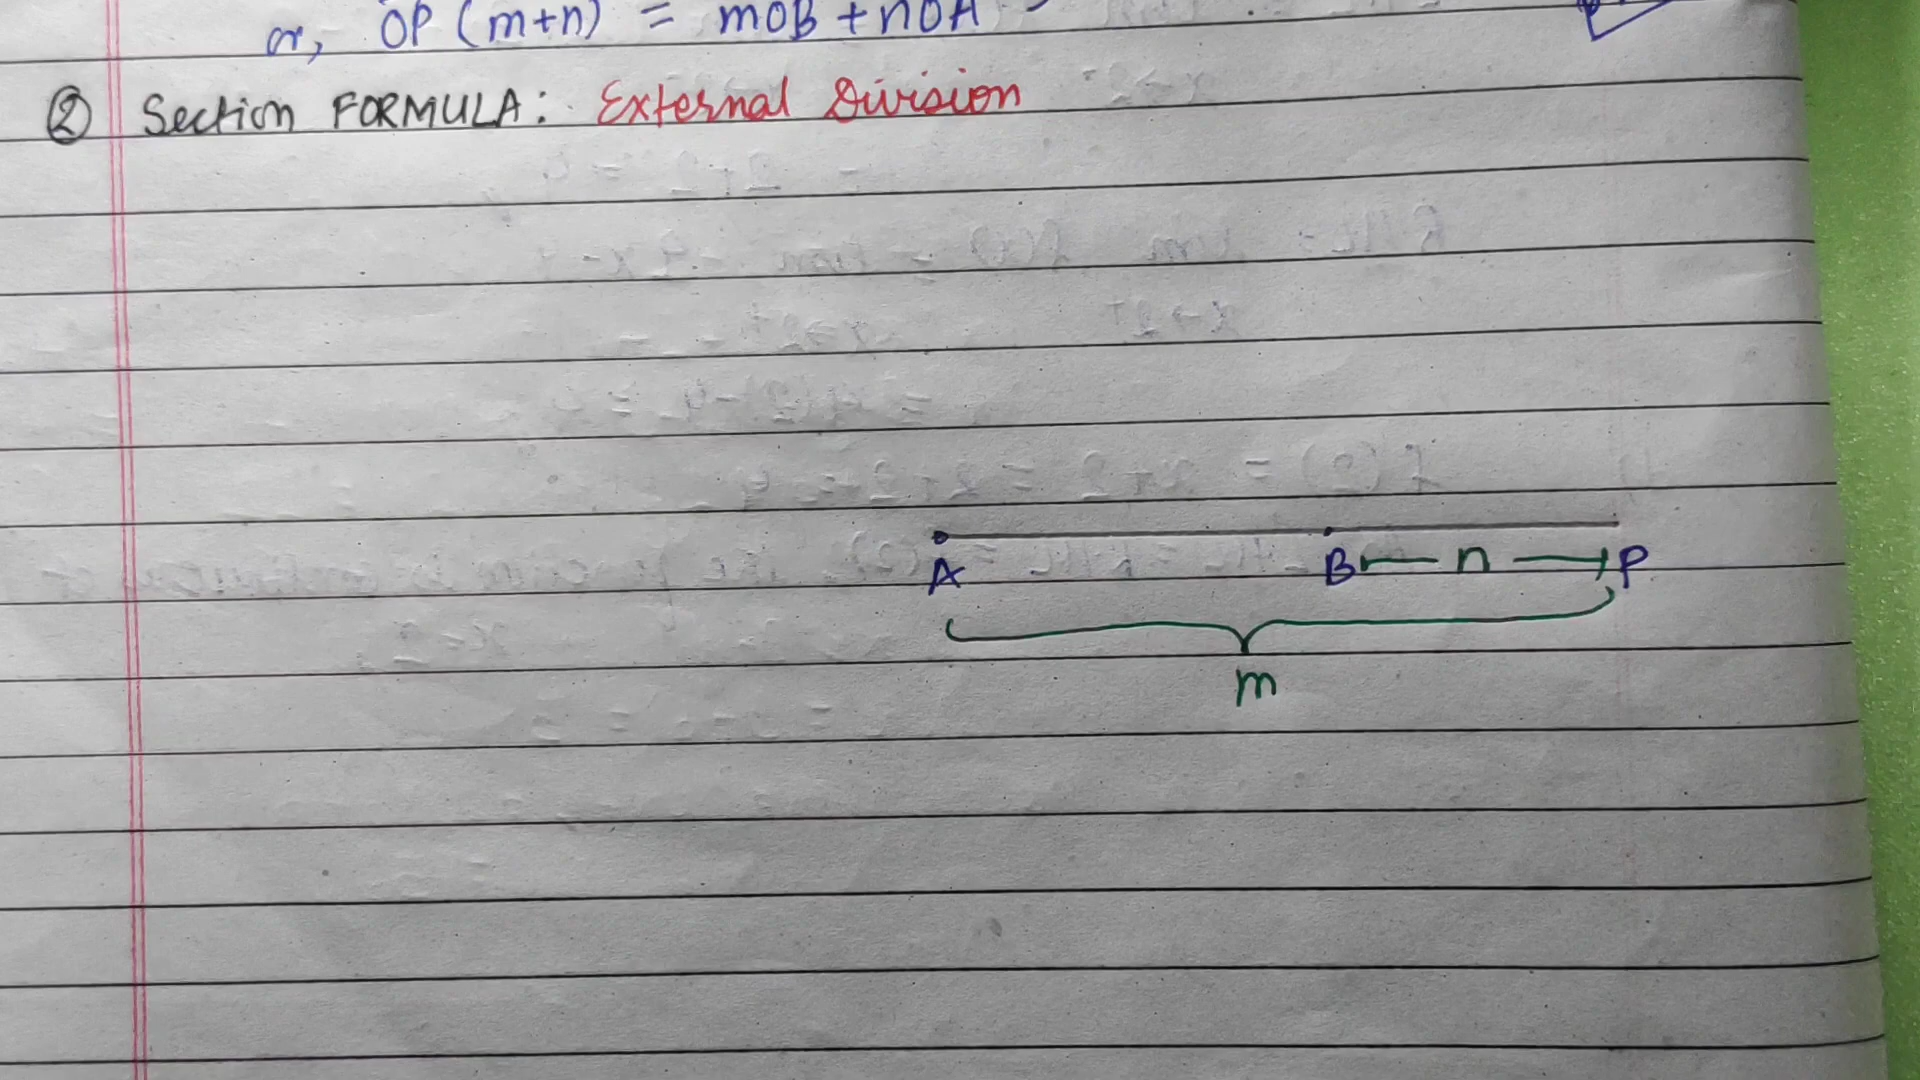 or, OP (m+n) = mOB + nOA
② Section FORMULA: External Division
A B n P
m